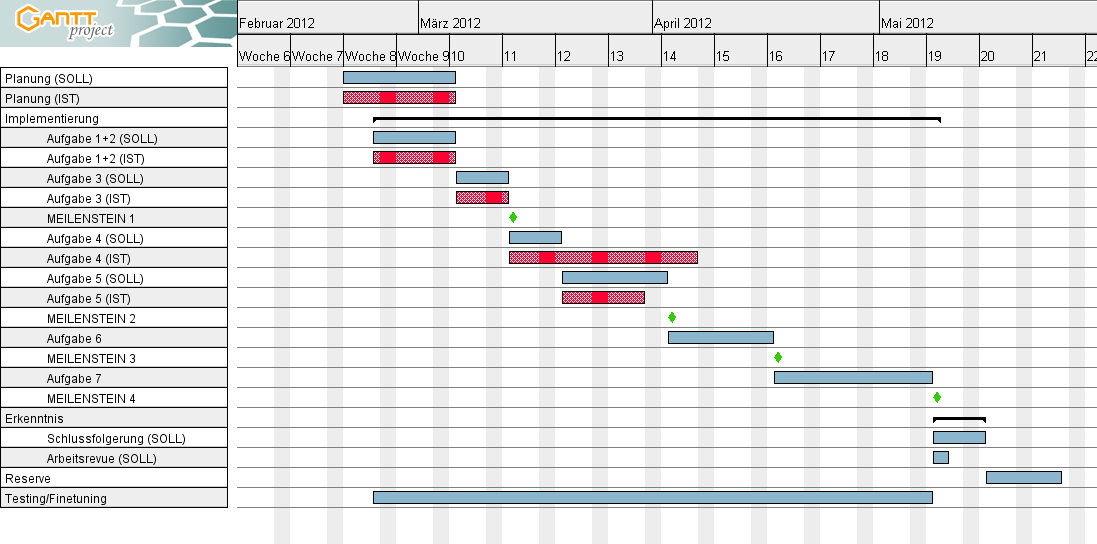 GANTT
project
Februar 2012 März 2012 April 2012 Mai 2012
Woche 6 Woche 7 Woche 8 Woche 9 10 11 12 13 14 15 16 17 18 19 20 21 22
Planung (SOLL)
Planung (IST)
Implementierung
Aufgabe 1+2 (SOLL)
Aufgabe 1+2 (IST)
Aufgabe 3 (SOLL)
Aufgabe 3 (IST)
MEILENSTEIN 1
Aufgabe 4 (SOLL)
Aufgabe 4 (IST)
Aufgabe 5 (SOLL)
Aufgabe 5 (IST)
MEILENSTEIN 2
Aufgabe 6
MEILENSTEIN 3
Aufgabe 7
MEILENSTEIN 4
Erkenntnis
Schlussfolgerung (SOLL)
Arbeitsrevue (SOLL)
Reserve
Testing/Finetuning